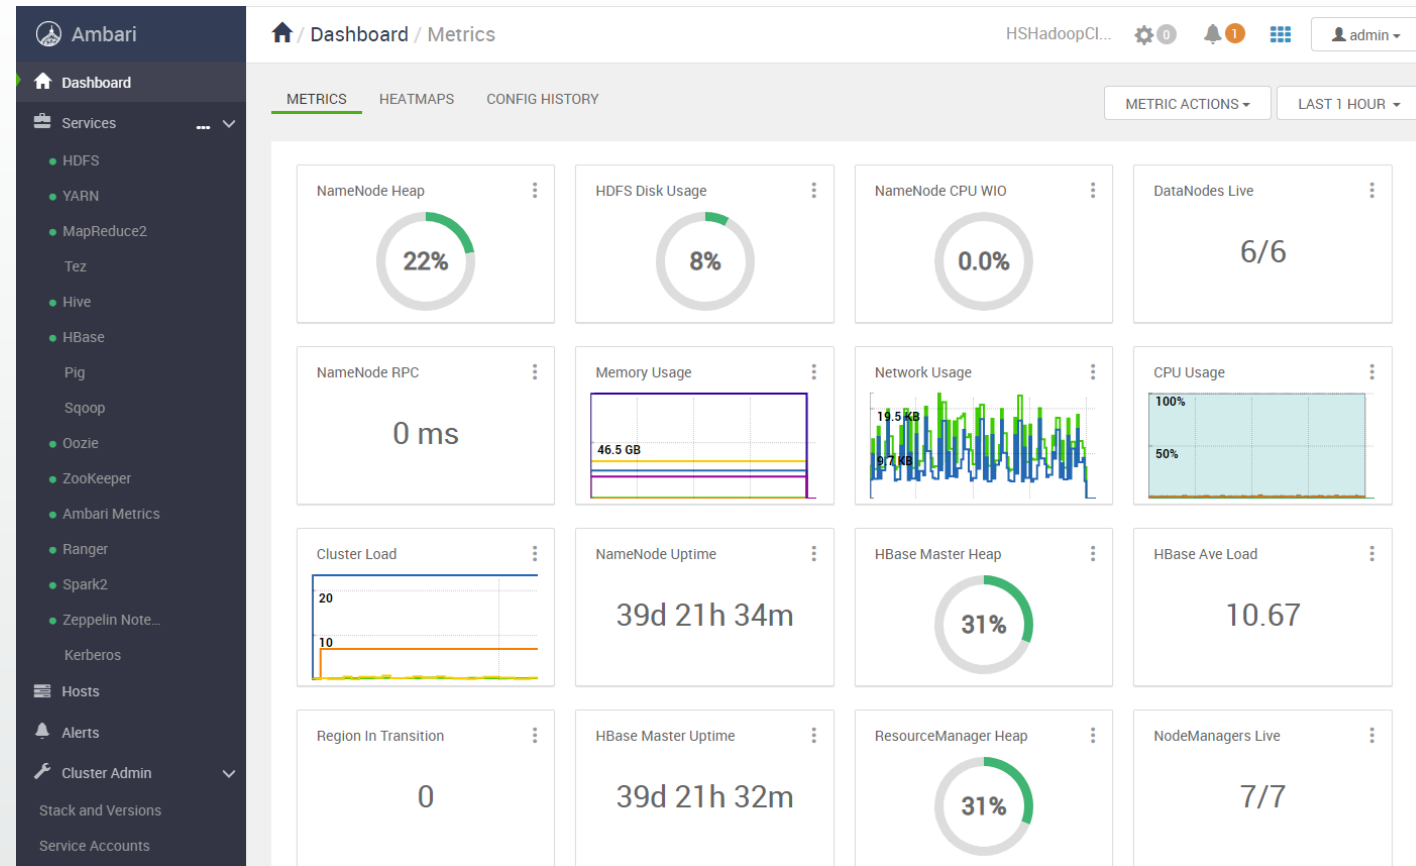 Ambari
Dashboard
Services
...
HDFS
YARN
MapReduce2
Tez
Hive
HBase
Pig
Sqoop
Oozie
ZooKeeper
Ambari Metrics
Ranger
Spark2
Zeppelin Note...
Kerberos
Hosts
Alerts
Cluster Admin
Stack and Versions
Service Accounts
/ Dashboard / Metrics
HSHadoopCl... 0 1 admin
METRICS HEATMAPS CONFIG HISTORY
METRIC ACTIONS LAST 1 HOUR
NameNode Heap
22%
HDFS Disk Usage
8%
NameNode CPU WIO
0.0%
DataNodes Live
6/6
NameNode RPC
0 ms
Memory Usage
46.5 GB
Network Usage
19.5 KB
9.7 KB
CPU Usage
100%
50%
Cluster Load
20
10
NameNode Uptime
39d 21h 34m
HBase Master Heap
31%
HBase Ave Load
10.67
Region In Transition
0
HBase Master Uptime
39d 21h 32m
ResourceManager Heap
31%
NodeManagers Live
7/7